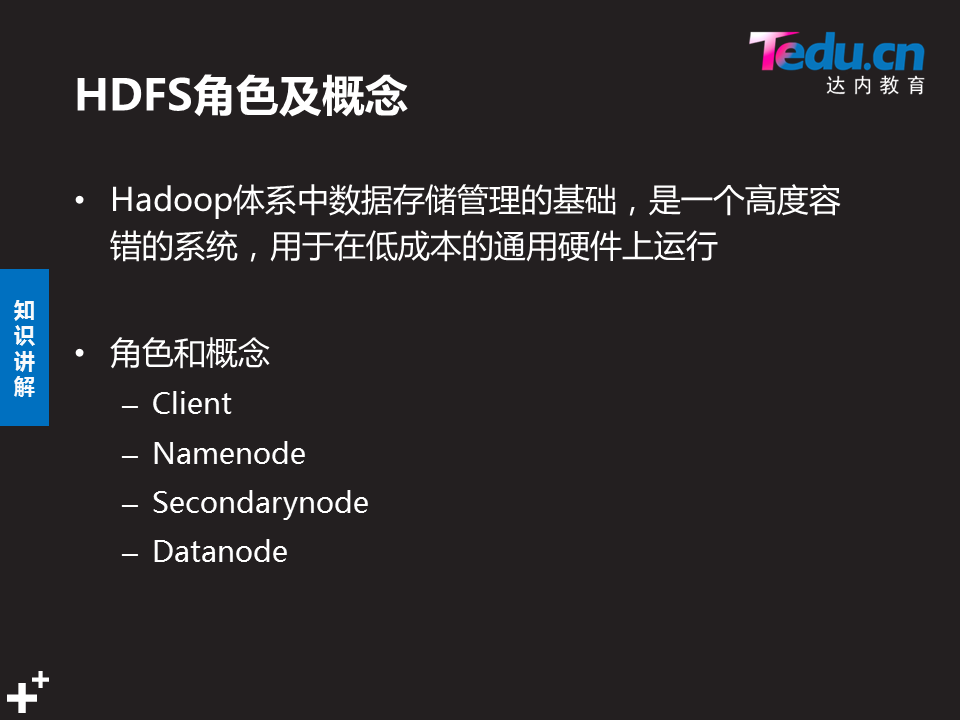 Tedu.cn
达内教育
HDFS角色及概念
• Hadoop体系中数据存储管理的基础，是一个高度容
错的系统，用于在低成本的通用硬件上运行
知识讲解
• 角色和概念
– Client
– Namenode
– Secondarynode
– Datanode